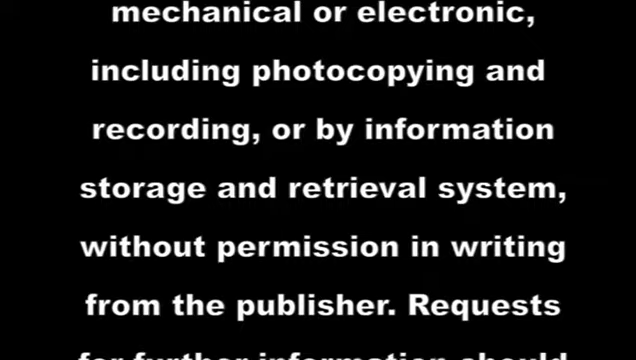 mechanical or electronic,
including photocopying and
recording, or by information
storage and retrieval system,
without permission in writing
from the publisher. Requests
for further information should